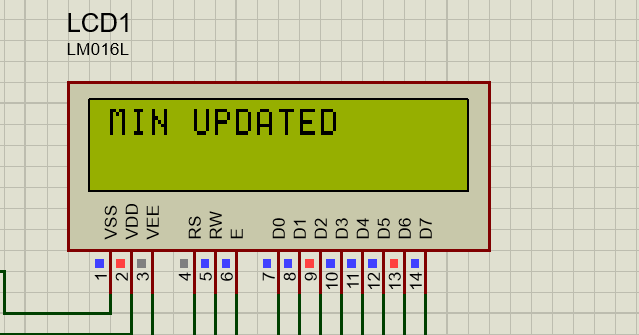 LCD1
LM016L
MIN UPDATED
VSS VDD VEE RS RW E D0 D1 D2 D3 D4 D5 D6 D7
1 2 3 4 5 6 7 8 9 10 11 12 13 14